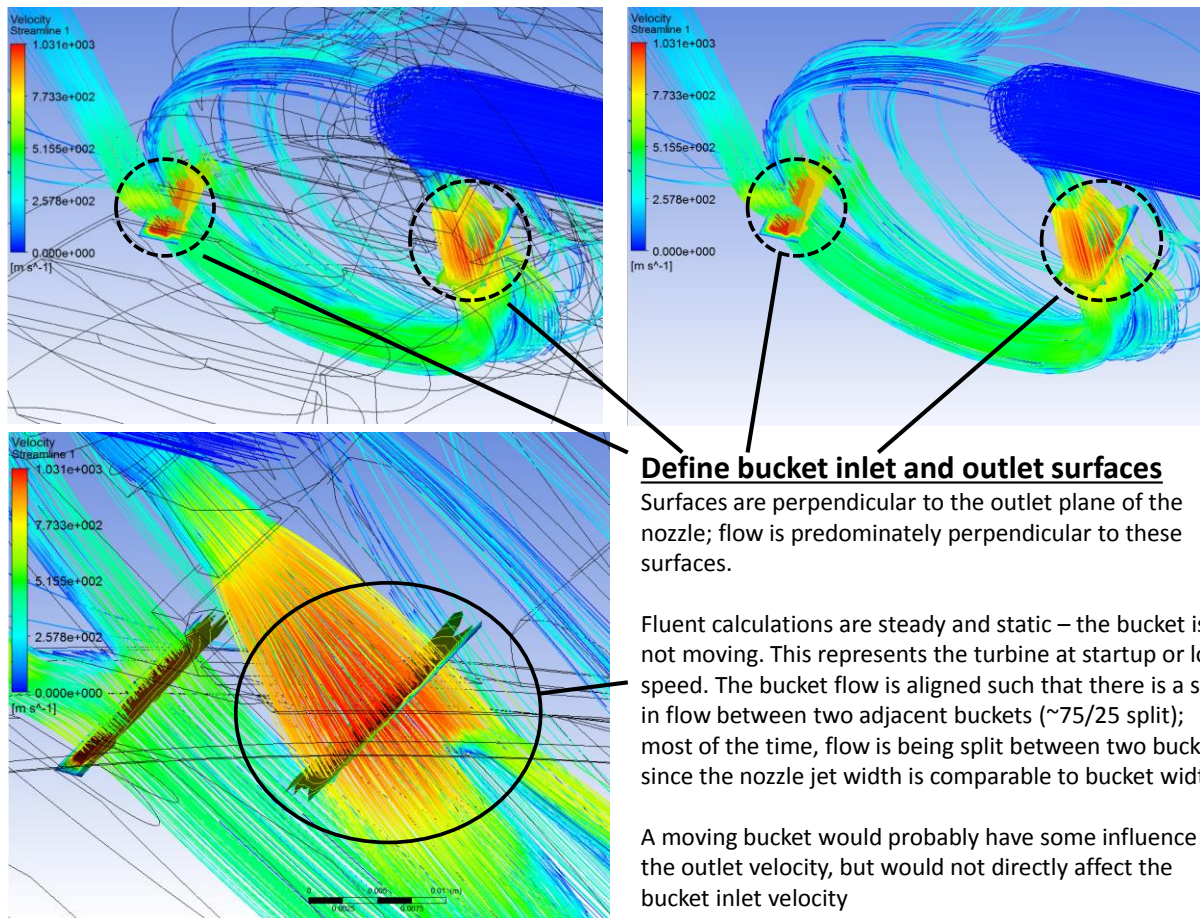 Velocity
Streamline 1
1.031e+003
7.733e+002
5.155e+002
2.578e+002
0.000e+000
[m s^-1]
Velocity
Streamline 1
1.031e+003
7.733e+002
5.155e+002
2.578e+002
0.000e+000
[m s^-1]
Velocity
Streamline 1
1.031e+003
7.733e+002
5.155e+002
2.578e+002
0.000e+000
[m s^-1]
0 0.005 0.01 (m)
0.0025 0.0075
Define bucket inlet and outlet surfaces
Surfaces are perpendicular to the outlet plane of the
nozzle; flow is predominately perpendicular to these
surfaces.
Fluent calculations are steady and static – the bucket is
not moving. This represents the turbine at startup or
speed. The bucket flow is aligned such that there is a
in flow between two adjacent buckets (~75/25 split);
most of the time, flow is being split between two
since the nozzle jet width is comparable to bucket
A moving bucket would probably have some influence
the outlet velocity, but would not directly affect the
bucket inlet velocity